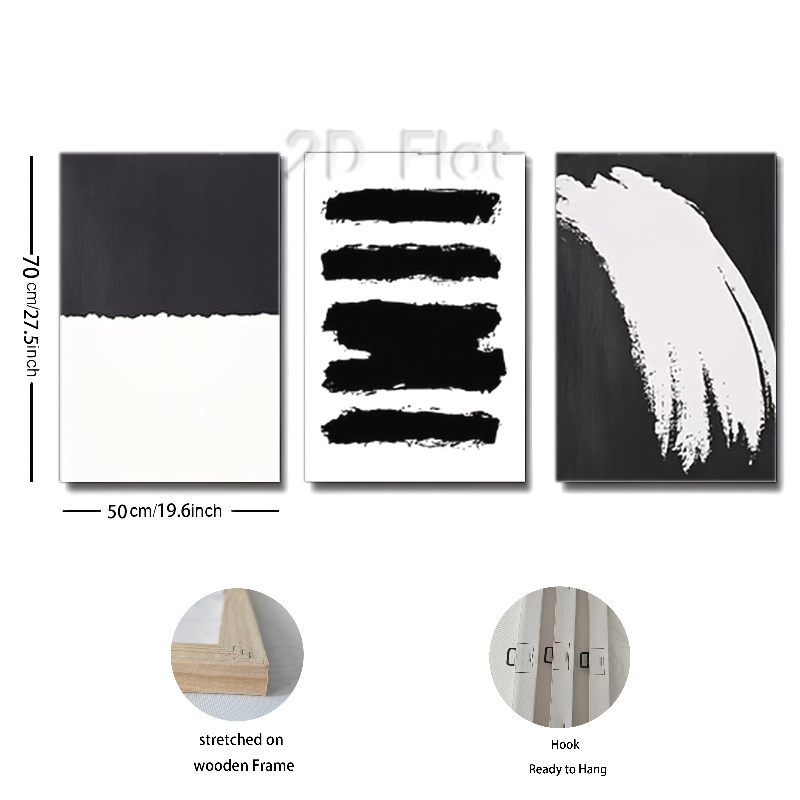 2D Flat
70 cm/27.5inch
50cm/19.6inch
stretched on
wooden Frame
Hook
Ready to Hang